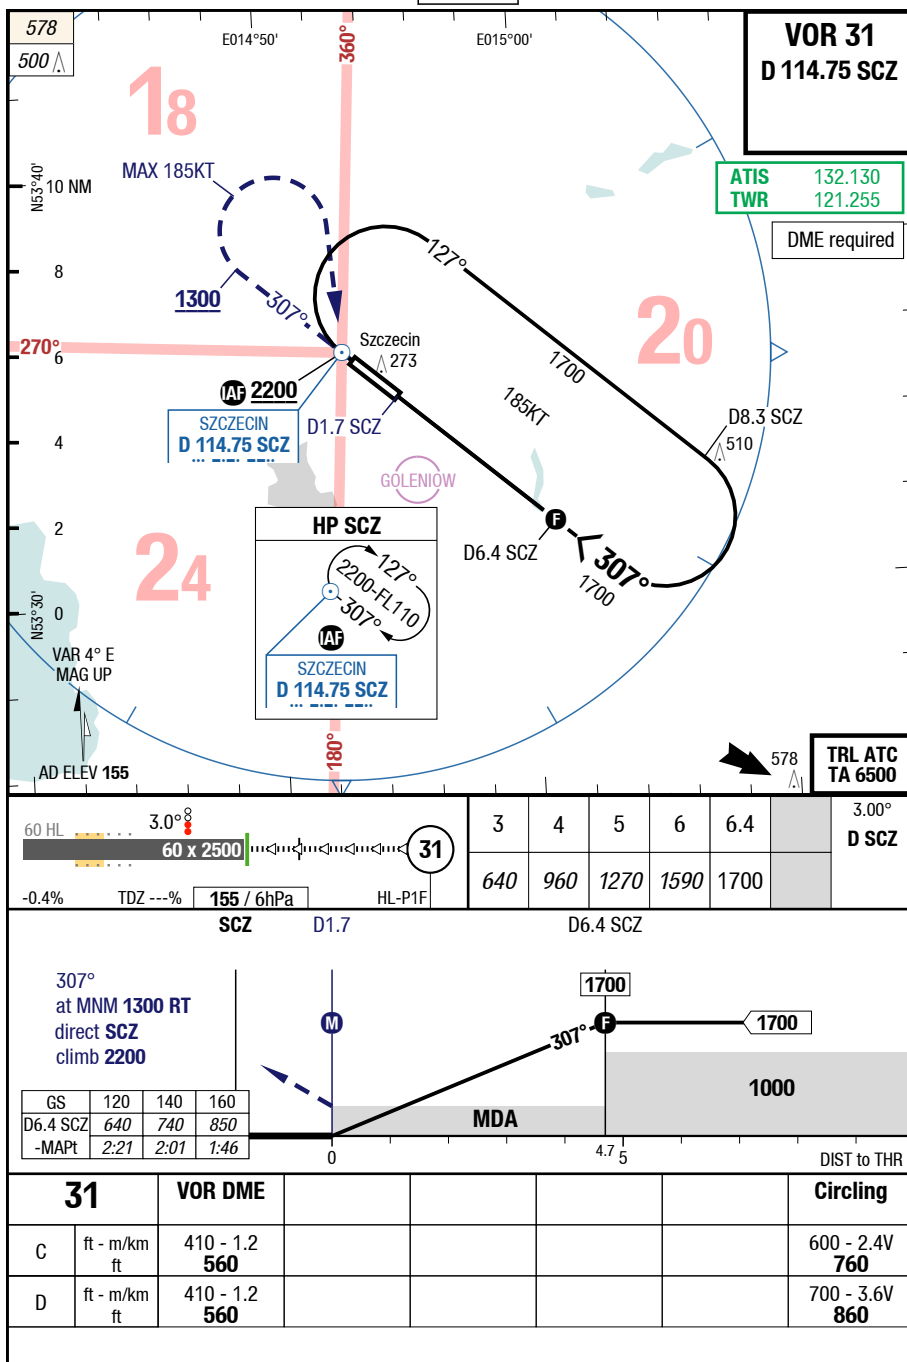 578
500
E014°50'
E015°00'
360°
VOR 31
D 114.75 SCZ
18
MAX 185KT
N53°40'
10 NM
ATIS 132.130
TWR 121.255
DME required
127°
8
1300
307°
20
270°
6
Szczecin
273
1700
IAF 2200
185KT
SZCZECIN
D 114.75 SCZ
D1.7 SCZ
D8.3 SCZ
510
4
GOLENIOW
F
HP SCZ
2
D6.4 SCZ
307°
1700
24
127°
2200-FL110
307°
IAF
N53°30'
0
SZCZECIN
D 114.75 SCZ
VAR 4° E
MAG UP
180°
AD ELEV 155
578
TRL ATC
TA 6500
60 HL
3.0°
60 x 2500
31
-0.4%
TDZ ---%
155 / 6hPa
HL-P1F
3 4 5 6 6.4
640 960 1270 1590 1700
3.00°
D SCZ
SCZ D1.7 D6.4 SCZ
307°
at MNM 1300 RT
direct SCZ
climb 2200
1700
M
F
307°
1700
1000
MDA
GS 120 140 160
D6.4 SCZ 640 740 850
-MAPt 2:21 2:01 1:46
0
4.7 5
DIST to THR
31 VOR DME Circling
C ft - m/km 410 - 1.2 600 - 2.4V
ft 560 760
D ft - m/km 410 - 1.2 700 - 3.6V
ft 560 860